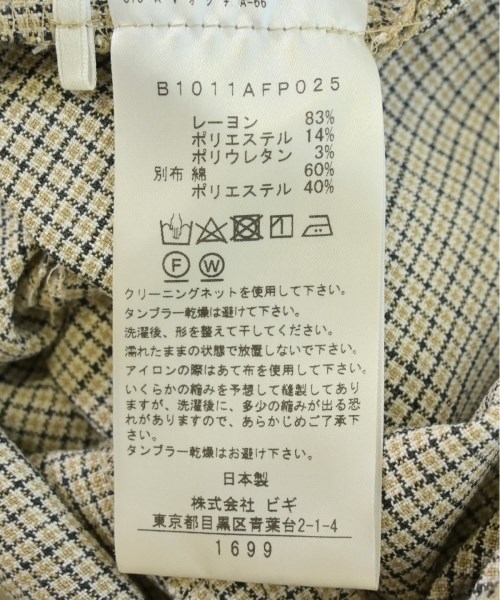 A-66
B1011AFP025
レーヨン 83%
ポリエステル 14%
ポリウレタン 3%
別布 綿 60%
ポリエステル 40%
F W
クリーニングネットを使用して下さい。
タンブラー乾燥は避けて下さい。
洗濯後、形を整えて干してください。
濡れたままの状態で放置しないで下さい。
アイロンの際はあて布を使用して下さい。
いくらかの縮みを予想して縫製してあり
ますが、洗濯後に、多少の縮みが出る恐
れがありますので、あらかじめご了承下
さい。
タンブラー乾燥はお避け下さい。
日本製
株式会社 ビギ
東京都目黒区青葉台2-1-4
1699